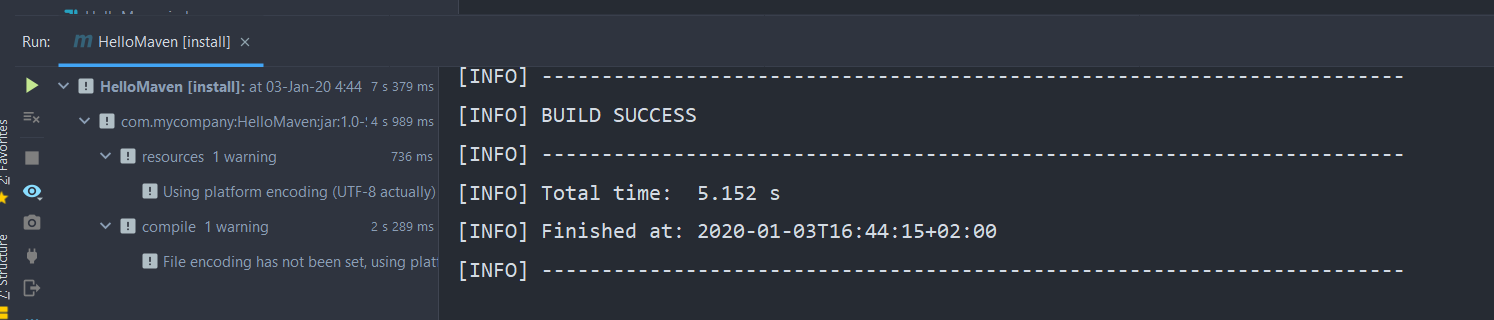 Run: HelloMaven [install] ×
HelloMaven [install]: at 03-Jan-20 4:44 7 s 379 ms
com.mycompany:HelloMaven:jar:1.0- 4 s 989 ms
resources 1 warning 736 ms
Using platform encoding (UTF-8 actually)
compile 1 warning 2 s 289 ms
File encoding has not been set, using
2: Favorites
7: Structure
[INFO] ------------------------------------------------------------------------
[INFO] BUILD SUCCESS
[INFO] ------------------------------------------------------------------------
[INFO] Total time:  5.152 s
[INFO] Finished at: 2020-01-03T16:44:15+02:00
[INFO] ------------------------------------------------------------------------